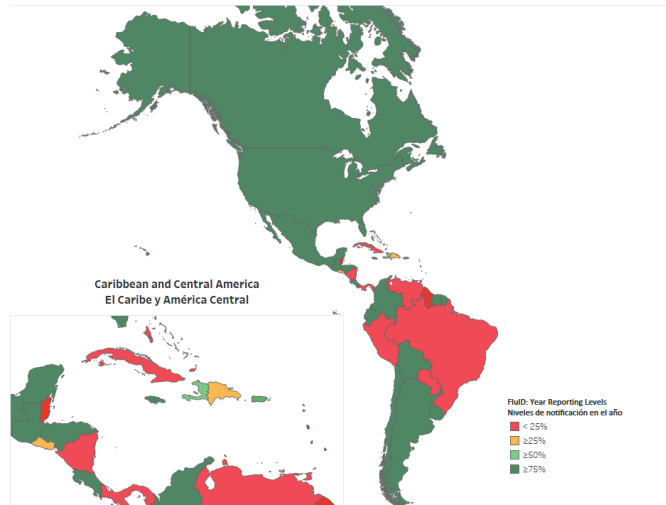 Caribbean and Central America
El Caribe y América Central
FluID: Year Reporting Levels
Niveles de notificación en el año
< 25%
≥25%
≥50%
≥75%